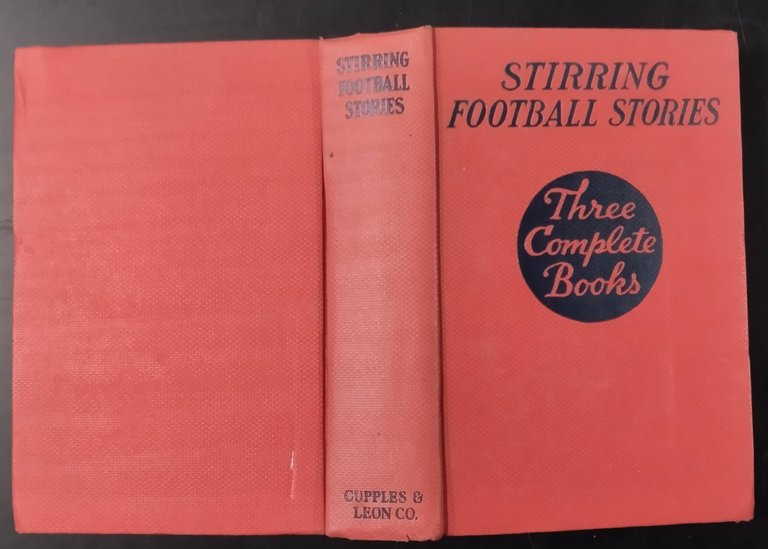 STIRRING
FOOTBALL
STORIES
CUPPLES &
LEON CO.
STIRRING
FOOTBALL STORIES
Three
Complete
Books